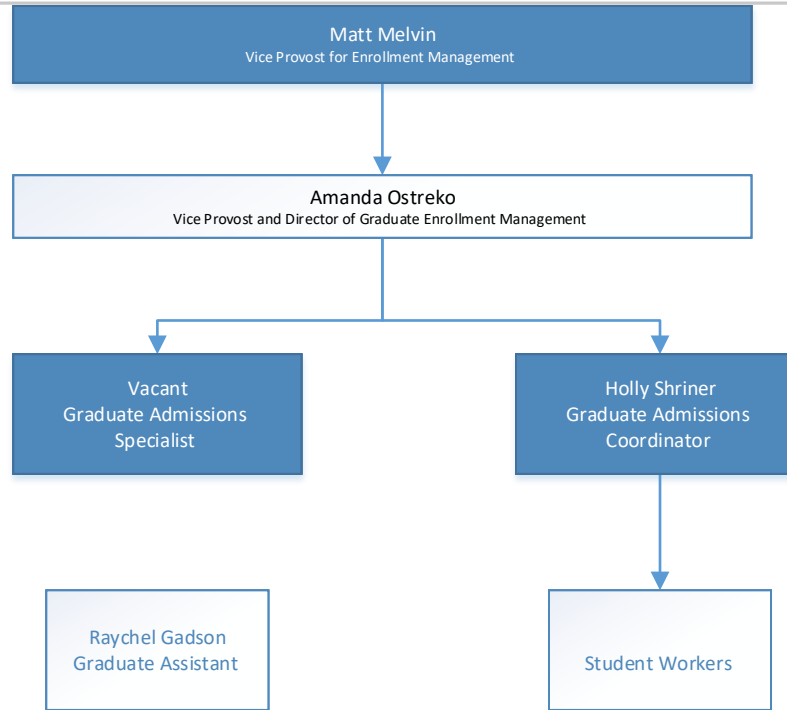 Matt Melvin
Vice Provost for Enrollment Management
Amanda Ostreko
Vice Provost and Director of Graduate Enrollment Management
Vacant
Graduate Admissions
Specialist
Holly Shriner
Graduate Admissions
Coordinator
Raychel Gadson
Graduate Assistant
Student Workers